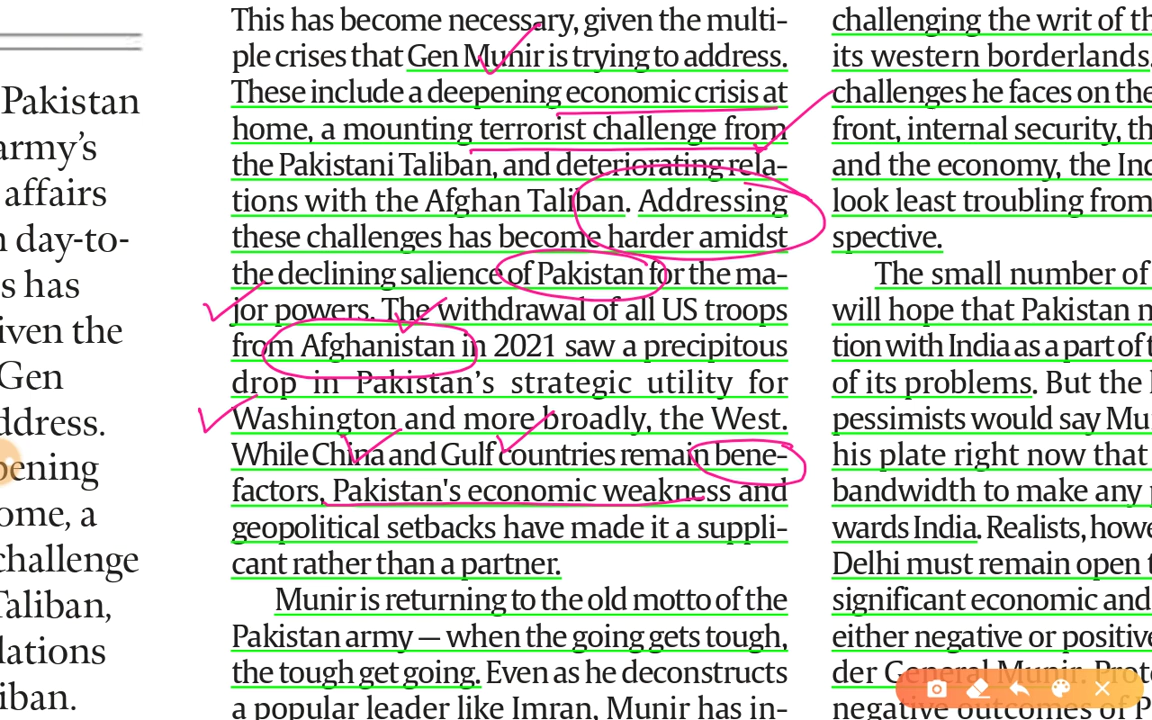 Pakistan
army's
affairs
day-to-
s has
iven the
Gen
ddress.
pening
ome, a
challenge
Taliban,
lations
iban.
This has become necessary, given the multi-
ple crises that Gen Munir is trying to address.
These include a deepening economic crisis at
home, a mounting terrorist challenge from
the Pakistani Taliban, and deteriorating rela-
tions with the Afghan Taliban. Addressing
these challenges has become harder amidst
the declining salience of Pakistan for the ma-
jor powers. The withdrawal of all US troops
from Afghanistan in 2021 saw a precipitous
drop in Pakistan's strategic utility for
Washington and more broadly, the West.
While China and Gulf countries remain bene-
factors, Pakistan's economic weakness and
geopolitical setbacks have made it a suppli-
cant rather than a partner.
Munir is returning to the old motto of the
Pakistan army — when the going gets tough,
the tough get going. Even as he deconstructs
a popular leader like Imran, Munir has in-
challenging the writ of th
its western borderlands.
challenges he faces on the
front, internal security, th
and the economy, the Ind
look least troubling from
spective.
The small number of
will hope that Pakistan n
tion with India as a part of t
of its problems. But the
pessimists would say Mu
his plate right now that
bandwidth to make any p
wards India. Realists, howe
Delhi must remain open t
significant economic and
either negative or positive
der General Munir. Prote
negative outcomes of P